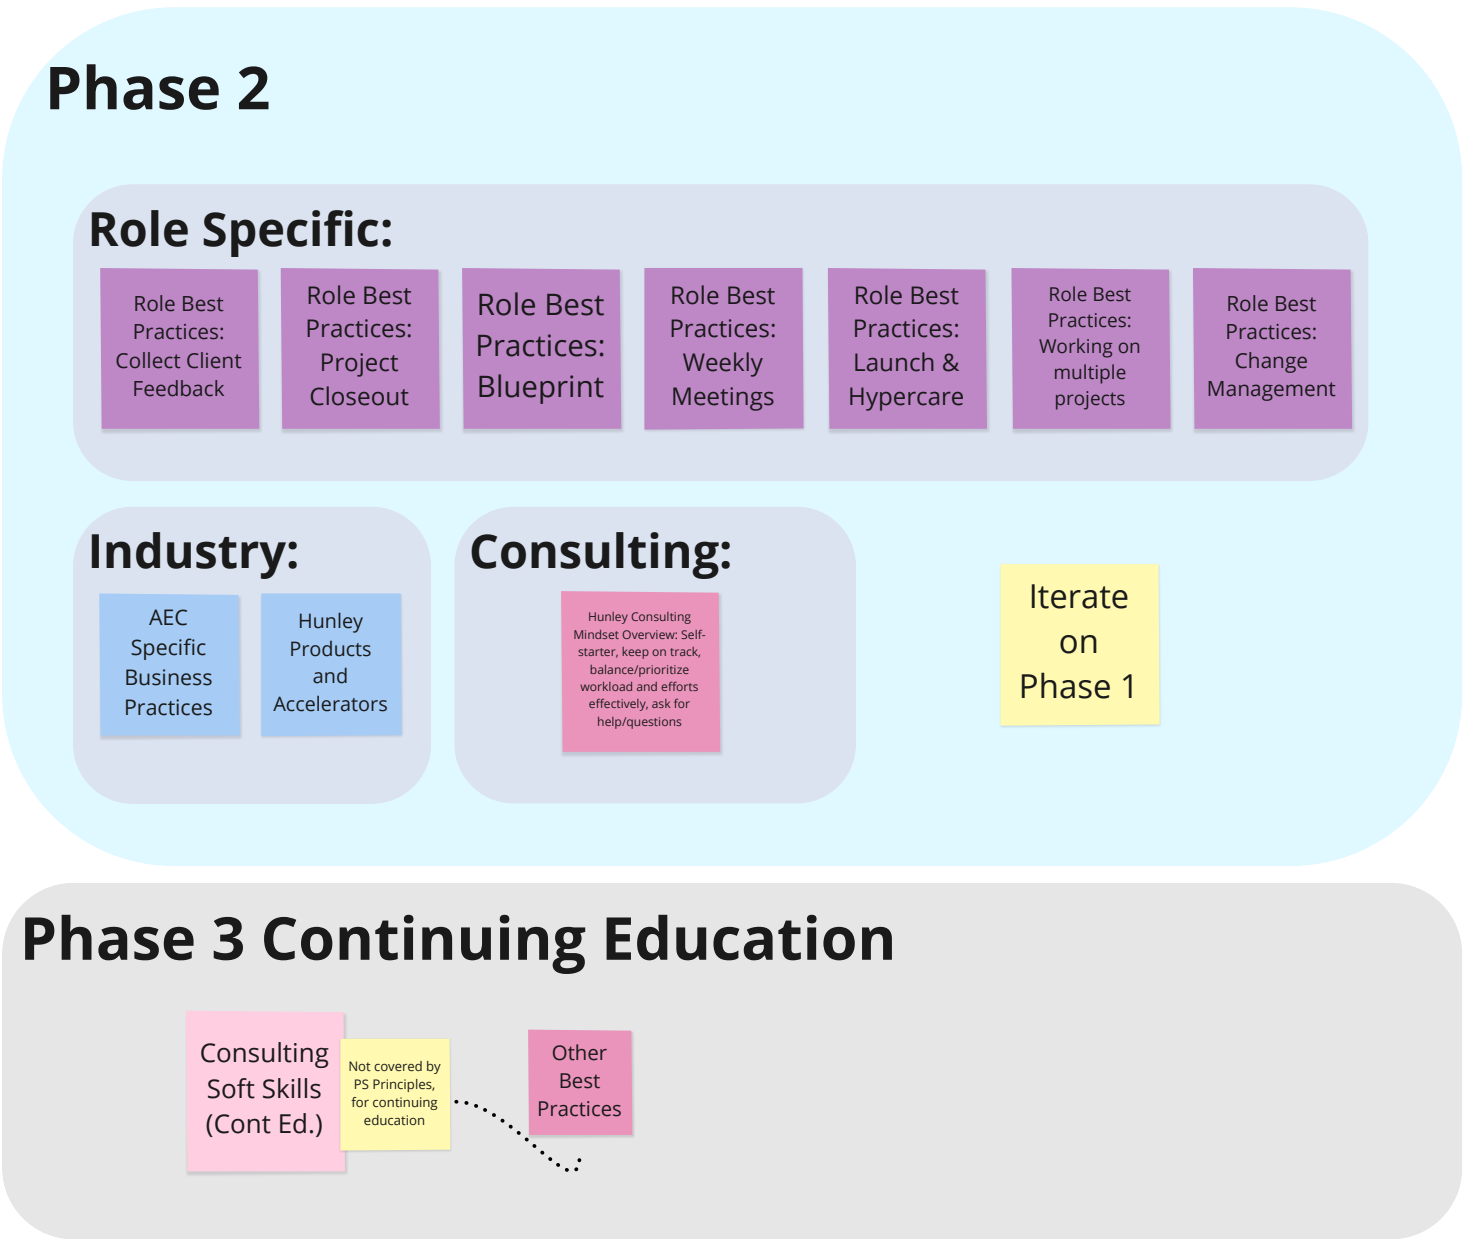 Phase 2
Role Specific:
Role Best
Practices:
Collect Client
Feedback
Role Best
Practices:
Project
Closeout
Role Best
Practices:
Blueprint
Role Best
Practices:
Weekly
Meetings
Role Best
Practices:
Launch &
Hypercare
Role Best
Practices:
Working on
multiple
projects
Role Best
Practices:
Change
Management
Industry:
AEC
Specific
Business
Practices
Hunley
Products
and
Accelerators
Consulting:
Hunley Consulting
Mindset Overview: Self-
starter, keep on track,
balance/prioritize
workload and efforts
effectively, ask for
help/questions
Iterate
on
Phase 1
Phase 3 Continuing Education
Consulting
Soft Skills
(Cont Ed.)
Not covered by
PS Principles,
for continuing
education
Other
Best
Practices